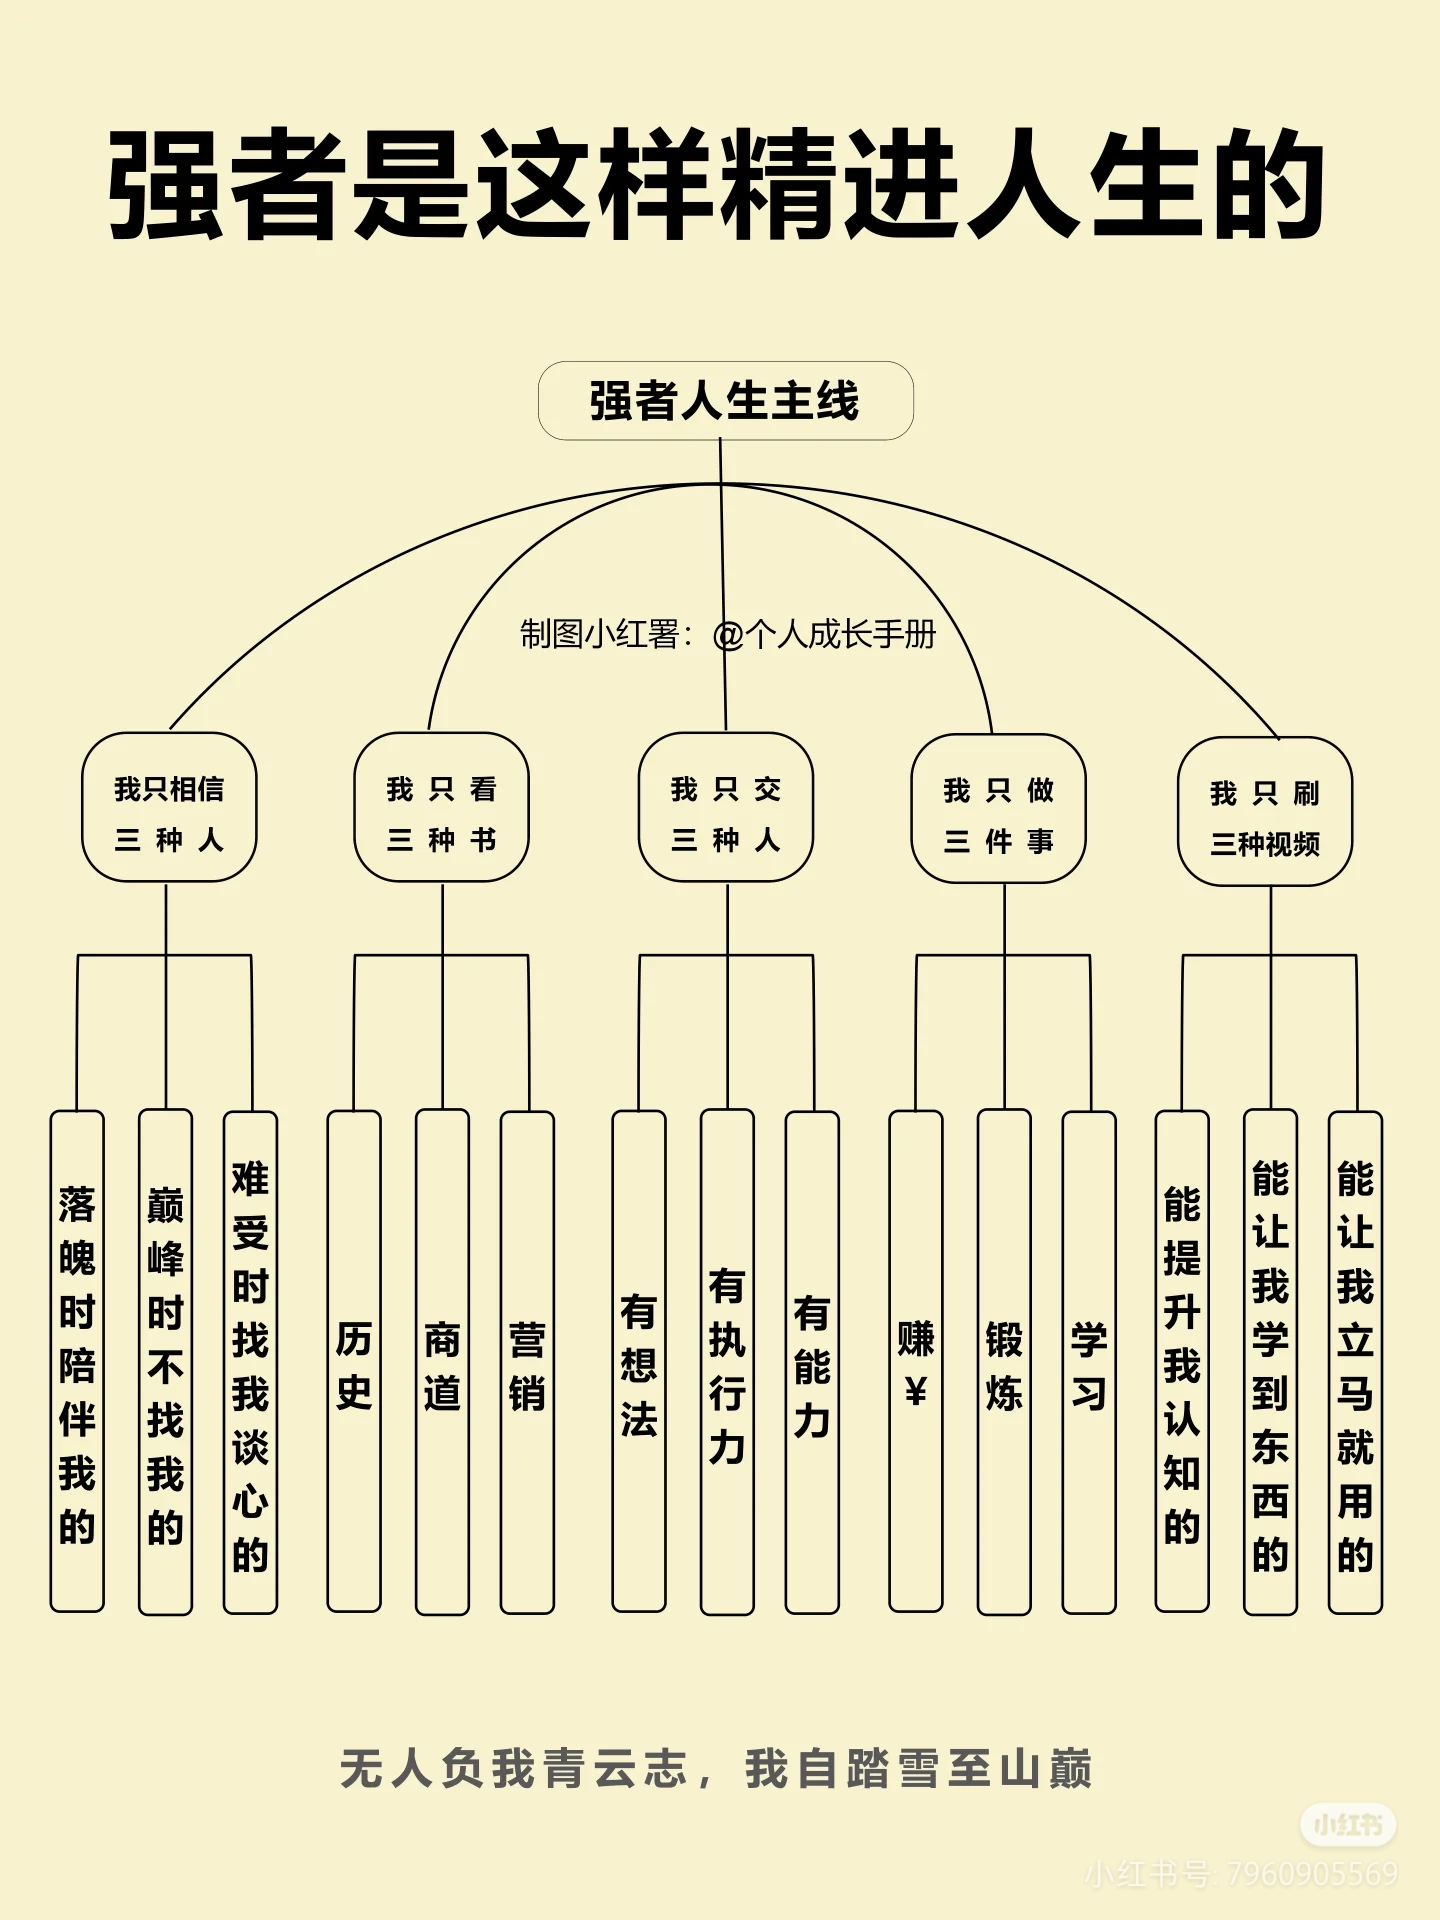 强者是这样精进人生的
强者人生主线
制图小红署：@个人成长手册
我只相信
三种人
我只看
三种书
我只交
三种人
我只做
三件事
我只刷
三种视频
落魄时陪伴我的
巅峰时不找我的
难受时找我谈心的
历史
商道
营销
有想法
有执行力
有能力
赚¥
锻炼
学习
能提升我认知的
能让我学到东西的
能让我立马就用的
无人负我青云志，我自踏雪至山巅
小红书
小红书号: 7960905569